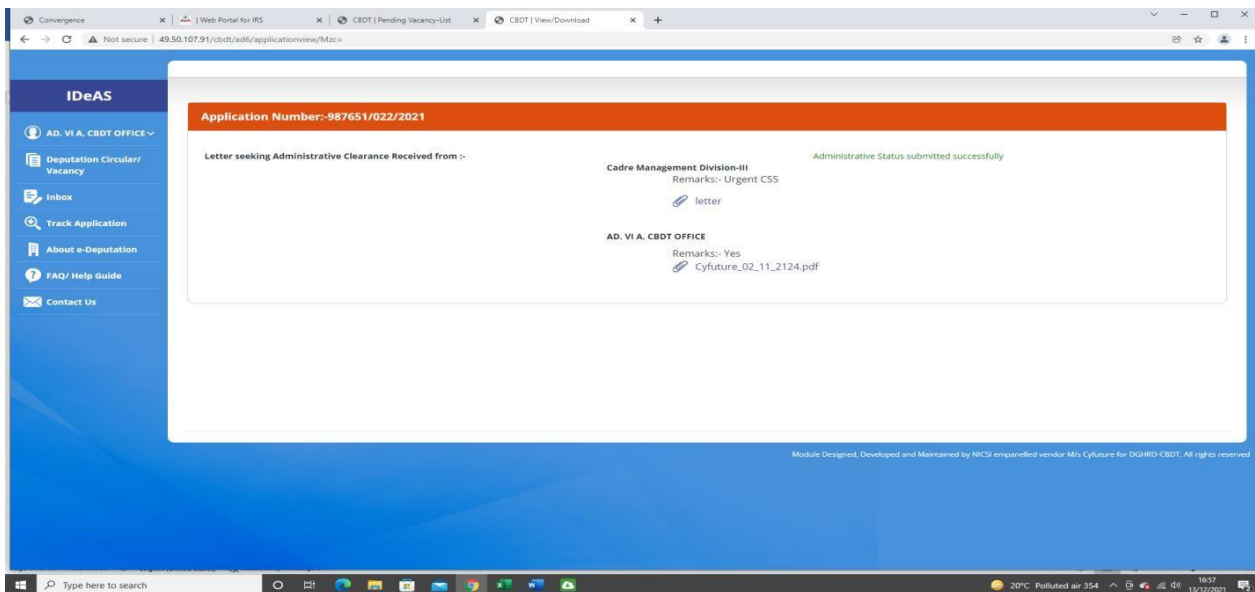 Convergence
Web Portal for IRS
CBDT | Pending Vacancy-List
CBDT | View/Download
Not secure | 49.50.107.91/cbdt/ad6/applicationview/Mzc=
IDeAS
AD. VI A, CBDT OFFICE
Deputation Circular/
Vacancy
Inbox
Track Application
About e-Deputation
FAQ/ Help Guide
Contact Us
Application Number:-987651/022/2021
Letter seeking Administrative Clearance Received from :-
Administrative Status submitted successfully
Cadre Management Division-III
Remarks:- Urgent CSS
letter
AD. VI A, CBDT OFFICE
Remarks:- Yes
Cyfuture_02_11_2124.pdf
Module Designed, Developed and Maintained by NICSI empanelled vendor M/s Cyfuture for DGHRD-CBDT. All rights reserved
Type here to search
20°C Polluted air 354
16:57
13/12/2021